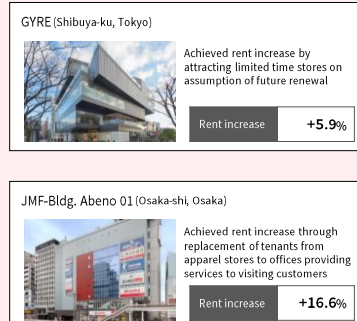 GYRE (Shibuya-ku, Tokyo)
Achieved rent increase by
attracting limited time stores on
assumption of future renewal
Rent increase
+5.9%
JMF-Bldg. Abeno 01 (Osaka-shi, Osaka)
Achieved rent increase through
replacement of tenants from
apparel stores to offices providing
services to visiting customers
Rent increase
+16.6%